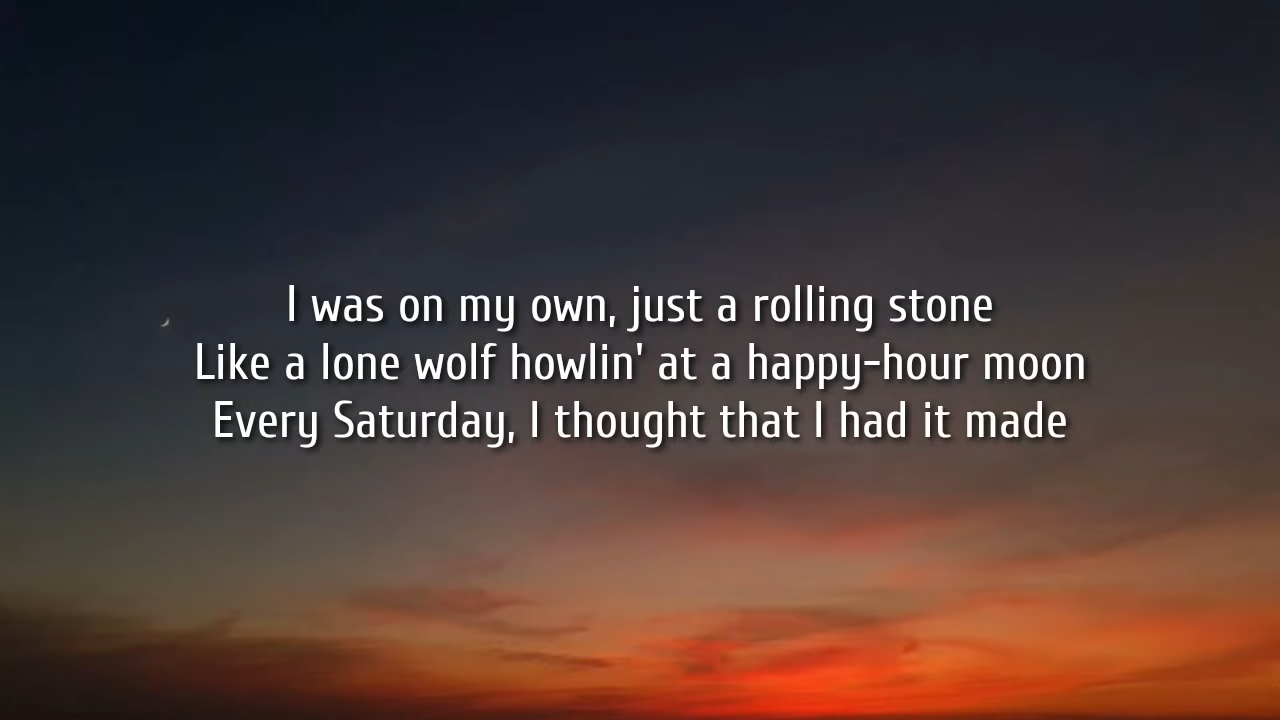 I was on my own, just a rolling stone
Like a lone wolf howlin' at a happy-hour moon
Every Saturday, I thought that I had it made